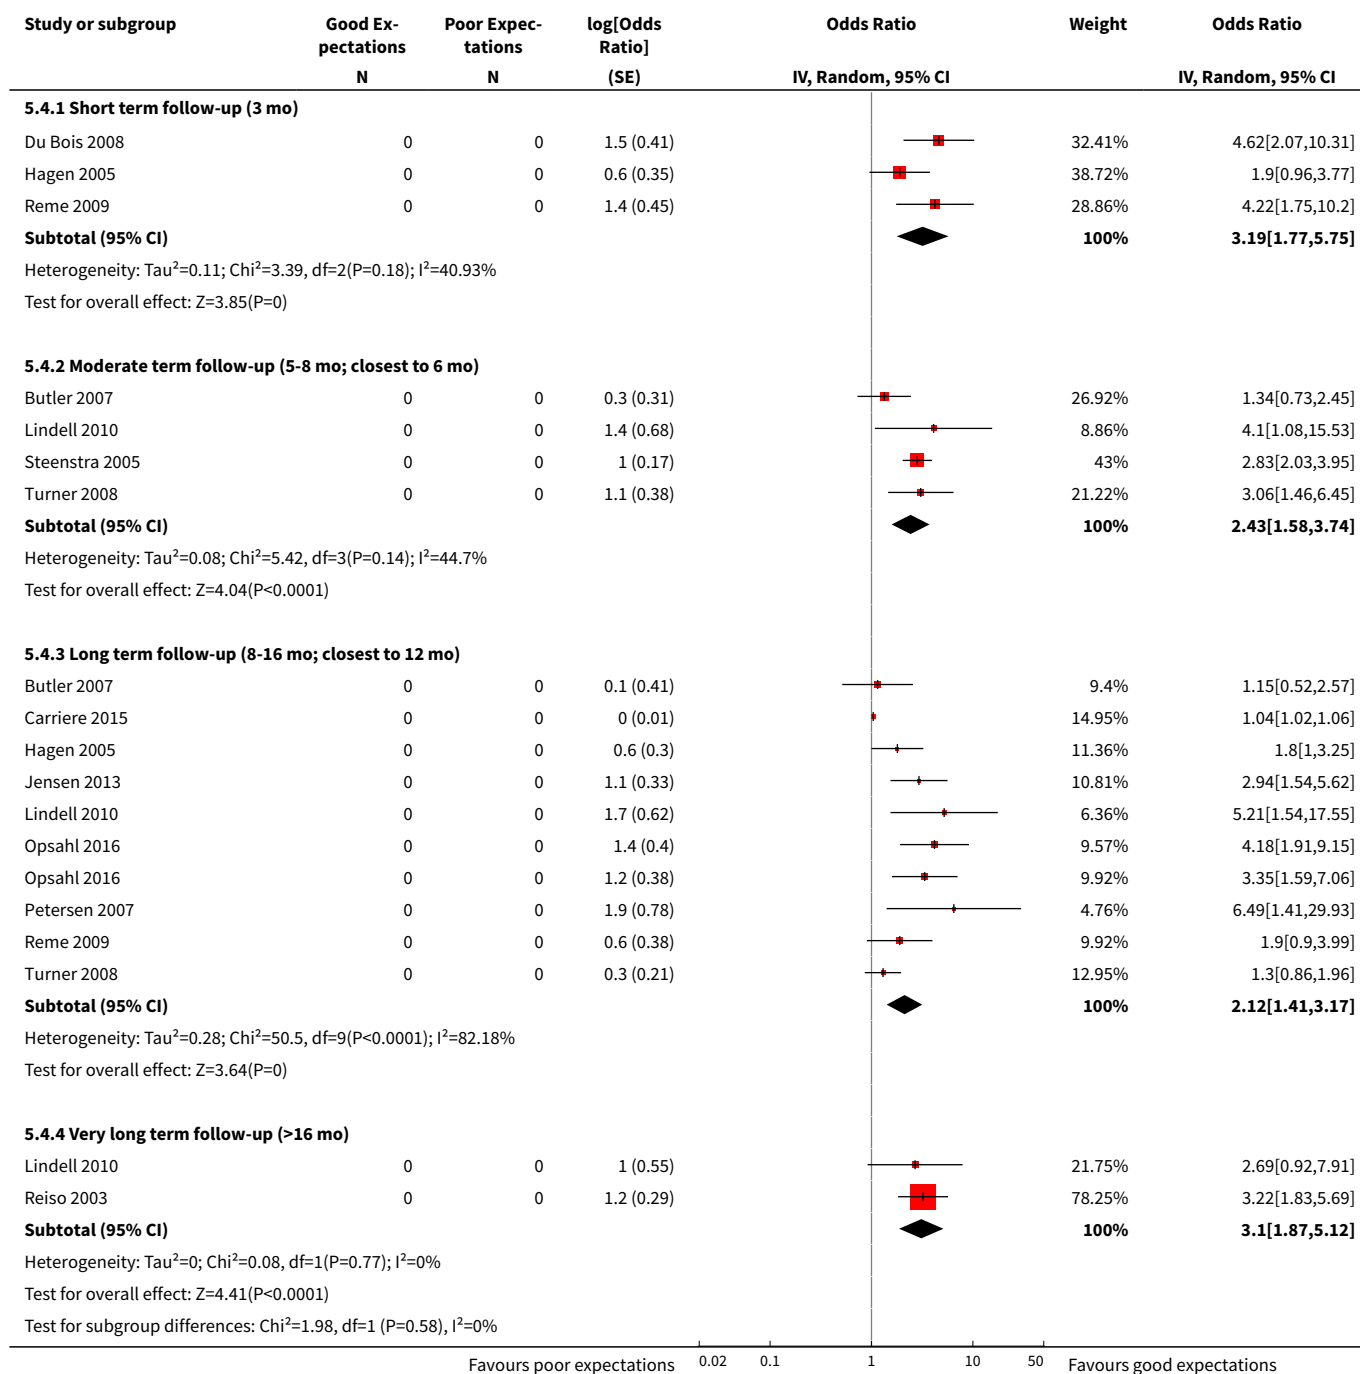 Study or subgroup Good Ex- Poor Expec- log[Odds Odds Ratio Weight Odds Ratio
pectations tations Ratio]
N N (SE) IV, Random, 95% CI IV, Random, 95% CI
5.4.1 Short term follow-up (3 mo)
Du Bois 2008 0 0 1.5 (0.41) 32.41% 4.62[2.07,10.31]
Hagen 2005 0 0 0.6 (0.35) 38.72% 1.9[0.96,3.77]
Reme 2009 0 0 1.4 (0.45) 28.86% 4.22[1.75,10.2]
Subtotal (95% CI) 100% 3.19[1.77,5.75]
Heterogeneity: Tau²=0.11; Chi²=3.39, df=2(P=0.18); I²=40.93%
Test for overall effect: Z=3.85(P=0)
5.4.2 Moderate term follow-up (5-8 mo; closest to 6 mo)
Butler 2007 0 0 0.3 (0.31) 26.92% 1.34[0.73,2.45]
Lindell 2010 0 0 1.4 (0.68) 8.86% 4.1[1.08,15.53]
Steenstra 2005 0 0 1 (0.17) 43% 2.83[2.03,3.95]
Turner 2008 0 0 1.1 (0.38) 21.22% 3.06[1.46,6.45]
Subtotal (95% CI) 100% 2.43[1.58,3.74]
Heterogeneity: Tau²=0.08; Chi²=5.42, df=3(P=0.14); I²=44.7%
Test for overall effect: Z=4.04(P<0.0001)
5.4.3 Long term follow-up (8-16 mo; closest to 12 mo)
Butler 2007 0 0 0.1 (0.41) 9.4% 1.15[0.52,2.57]
Carriere 2015 0 0 0 (0.01) 14.95% 1.04[1.02,1.06]
Hagen 2005 0 0 0.6 (0.3) 11.36% 1.8[1,3.25]
Jensen 2013 0 0 1.1 (0.33) 10.81% 2.94[1.54,5.62]
Lindell 2010 0 0 1.7 (0.62) 6.36% 5.21[1.54,17.55]
Opsahl 2016 0 0 1.4 (0.4) 9.57% 4.18[1.91,9.15]
Opsahl 2016 0 0 1.2 (0.38) 9.92% 3.35[1.59,7.06]
Petersen 2007 0 0 1.9 (0.78) 4.76% 6.49[1.41,29.93]
Reme 2009 0 0 0.6 (0.38) 9.92% 1.9[0.9,3.99]
Turner 2008 0 0 0.3 (0.21) 12.95% 1.3[0.86,1.96]
Subtotal (95% CI) 100% 2.12[1.41,3.17]
Heterogeneity: Tau²=0.28; Chi²=50.5, df=9(P<0.0001); I²=82.18%
Test for overall effect: Z=3.64(P=0)
5.4.4 Very long term follow-up (>16 mo)
Lindell 2010 0 0 1 (0.55) 21.75% 2.69[0.92,7.91]
Reiso 2003 0 0 1.2 (0.29) 78.25% 3.22[1.83,5.69]
Subtotal (95% CI) 100% 3.1[1.87,5.12]
Heterogeneity: Tau²=0; Chi²=0.08, df=1(P=0.77); I²=0%
Test for overall effect: Z=4.41(P<0.0001)
Test for subgroup differences: Chi²=1.98, df=1 (P=0.58), I²=0%
Favours poor expectations 0.02 0.1 1 10 50 Favours good expectations